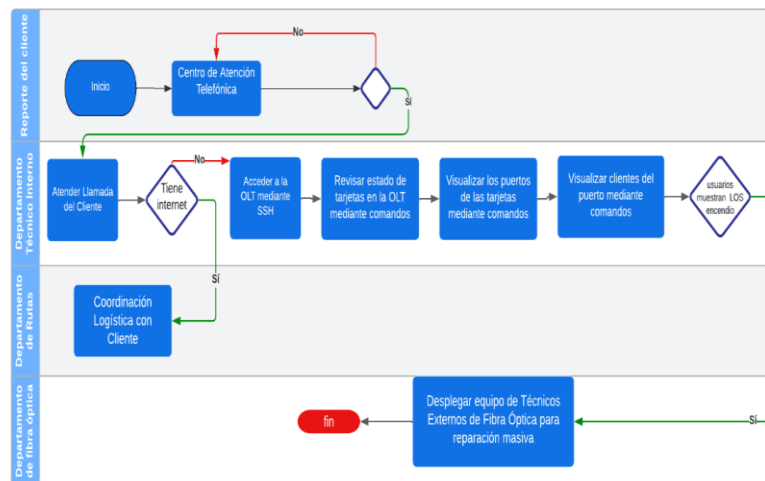 Reporte del cliente
No
Inicio
Centro de Atención
Telefónica
Sí
Departamento
Técnico Interno
Atender Llamada
del Cliente
Tiene
internet
No
Acceder a la
OLT mediante
SSH
Revisar estado de
tarjetas en la OLT
mediante comandos
Visualizar los puertos
de las tarjetas
mediante comandos
Visualizar clientes del
puerto mediante
comandos
usuarios
muestran LOS
encendio
Departamento
de Rutas
Sí
Coordinación
Logística con
Cliente
Departamento
de fibra óptica
fin
Desplegar equipo de Técnicos
Externos de Fibra Óptica para
reparación masiva
Sí